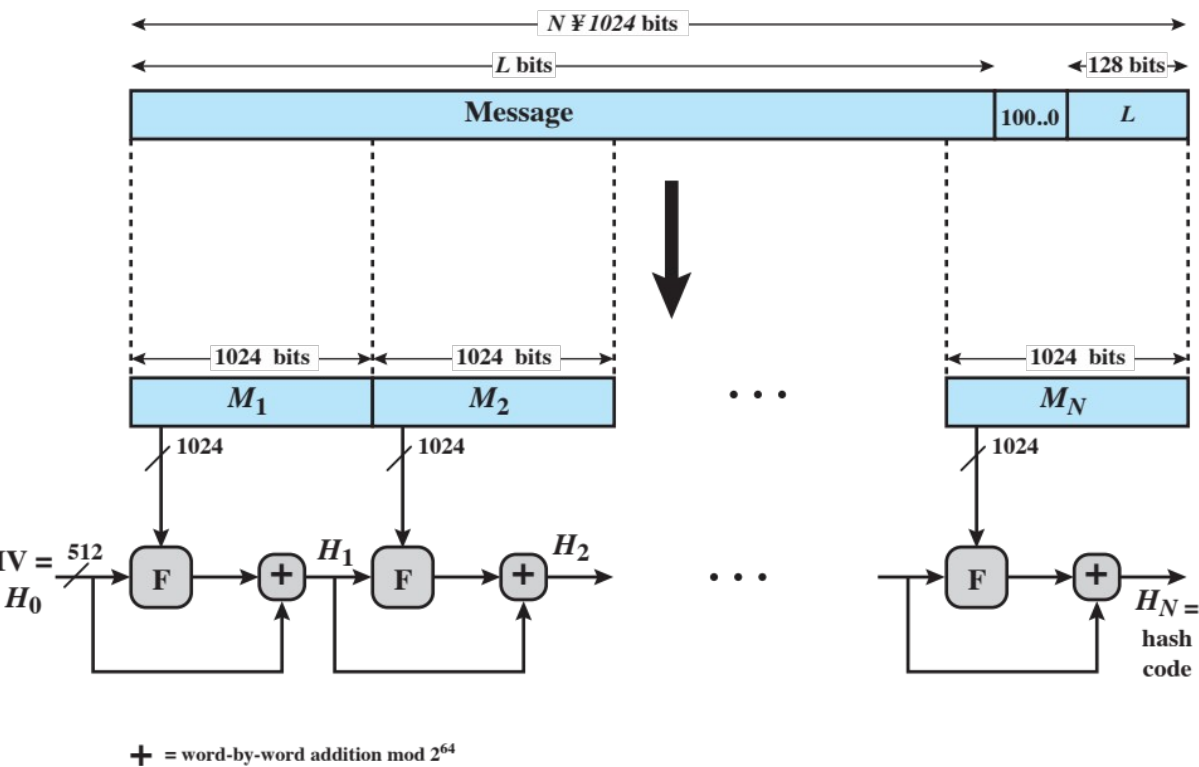 N ¥ 1024 bits
L bits
128 bits
Message
100..0
L
1024 bits
1024 bits
1024 bits
M1
M2
. . .
MN
1024
1024
1024
IV =
H0
512
F
+
H1
F
+
H2
. . .
F
+
HN =
hash
code
+ = word-by-word addition mod 2^64